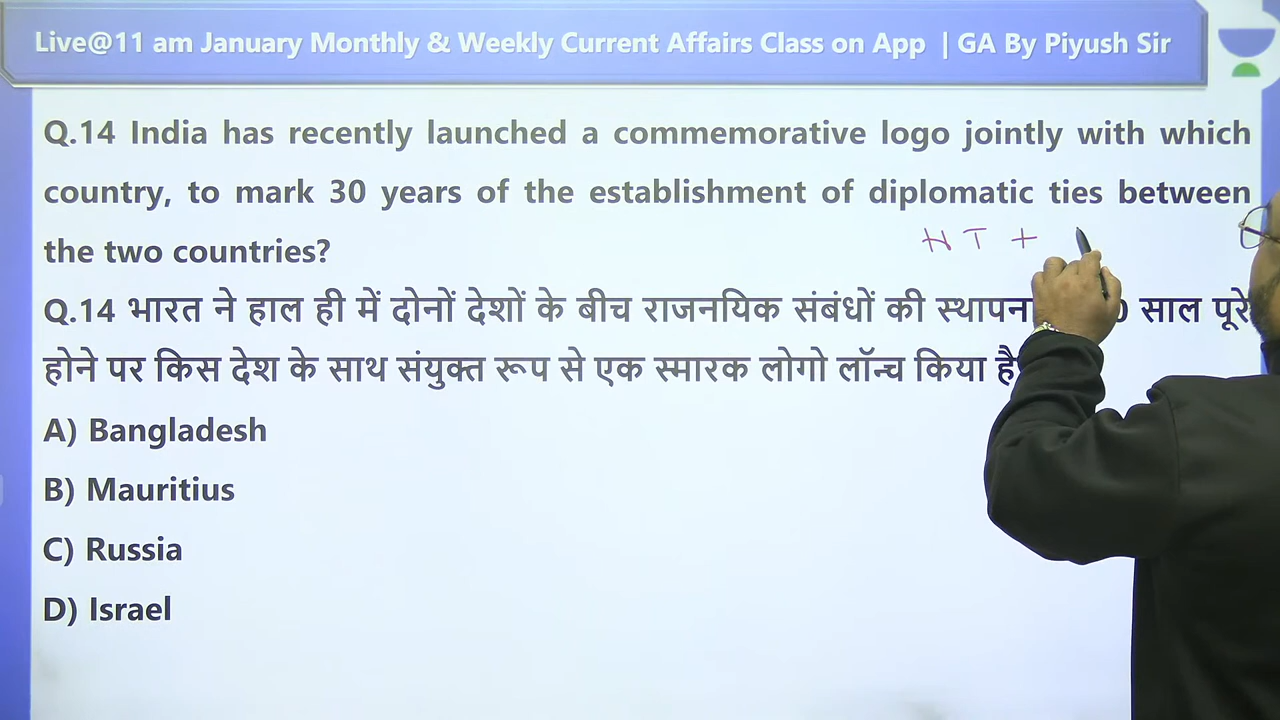 Live@11 am January Monthly & Weekly Current Affairs Class on App | GA By Piyush Sir
Q.14 India has recently launched a commemorative logo jointly with which
country, to mark 30 years of the establishment of diplomatic ties between
the two countries?
N T +
Q.14 भारत ने हाल ही में दोनों देशों के बीच राजनयिक संबंधों की स्थापना 0 साल पूरे
होने पर किस देश के साथ संयुक्त रूप से एक स्मारक लोगो लॉन्च किया है
A) Bangladesh
B) Mauritius
C) Russia
D) Israel